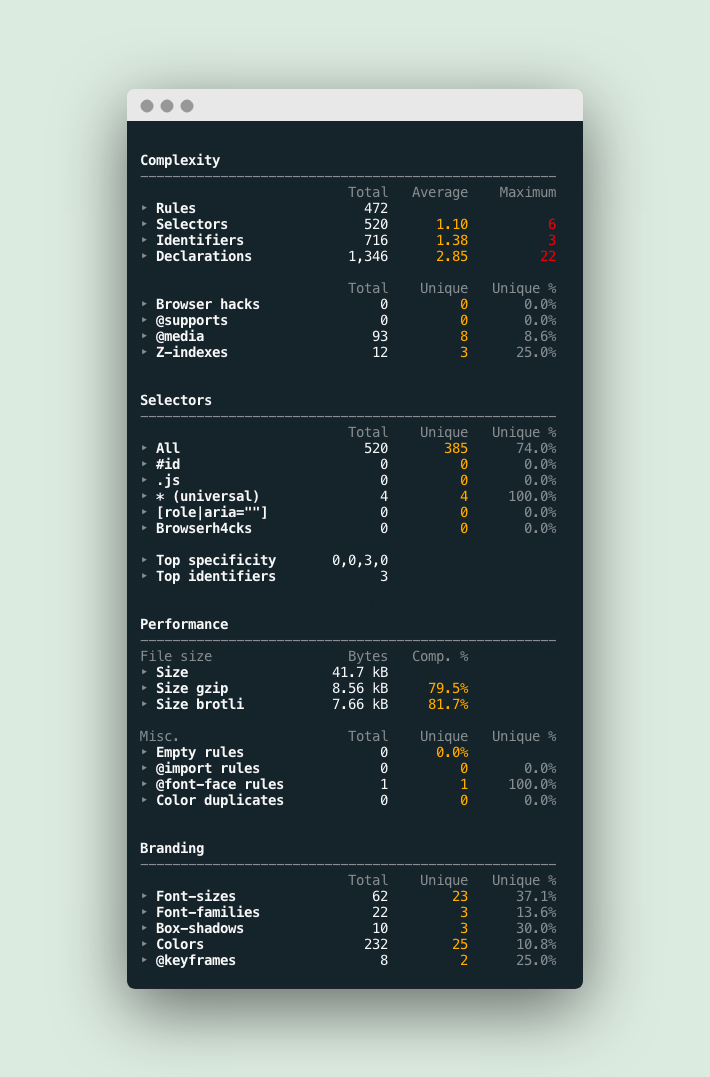 Complexity
Total Average Maximum
‣ Rules 472
‣ Selectors 520 1.10 6
‣ Identifiers 716 1.38 3
‣ Declarations 1,346 2.85 22
Total Unique Unique %
‣ Browser hacks 0 0 0.0%
‣ @supports 0 0 0.0%
‣ @media 93 8 8.6%
‣ Z-indexes 12 3 25.0%
Selectors
Total Unique Unique %
‣ All 520 385 74.0%
‣ #id 0 0 0.0%
‣ .js 0 0 0.0%
‣ * (universal) 4 4 100.0%
‣ [role|aria=""] 0 0 0.0%
‣ Browserh4cks 0 0 0.0%
‣ Top specificity 0,0,3,0
‣ Top identifiers 3
Performance
File size Bytes Comp. %
‣ Size 41.7 kB
‣ Size gzip 8.56 kB 79.5%
‣ Size brotli 7.66 kB 81.7%
Misc. Total Unique Unique %
‣ Empty rules 0 0.0%
‣ @import rules 0 0 0.0%
‣ @font-face rules 1 1 100.0%
‣ Color duplicates 0 0 0.0%
Branding
Total Unique Unique %
‣ Font-sizes 62 23 37.1%
‣ Font-families 22 3 13.6%
‣ Box-shadows 10 3 30.0%
‣ Colors 232 25 10.8%
‣ @keyframes 8 2 25.0%